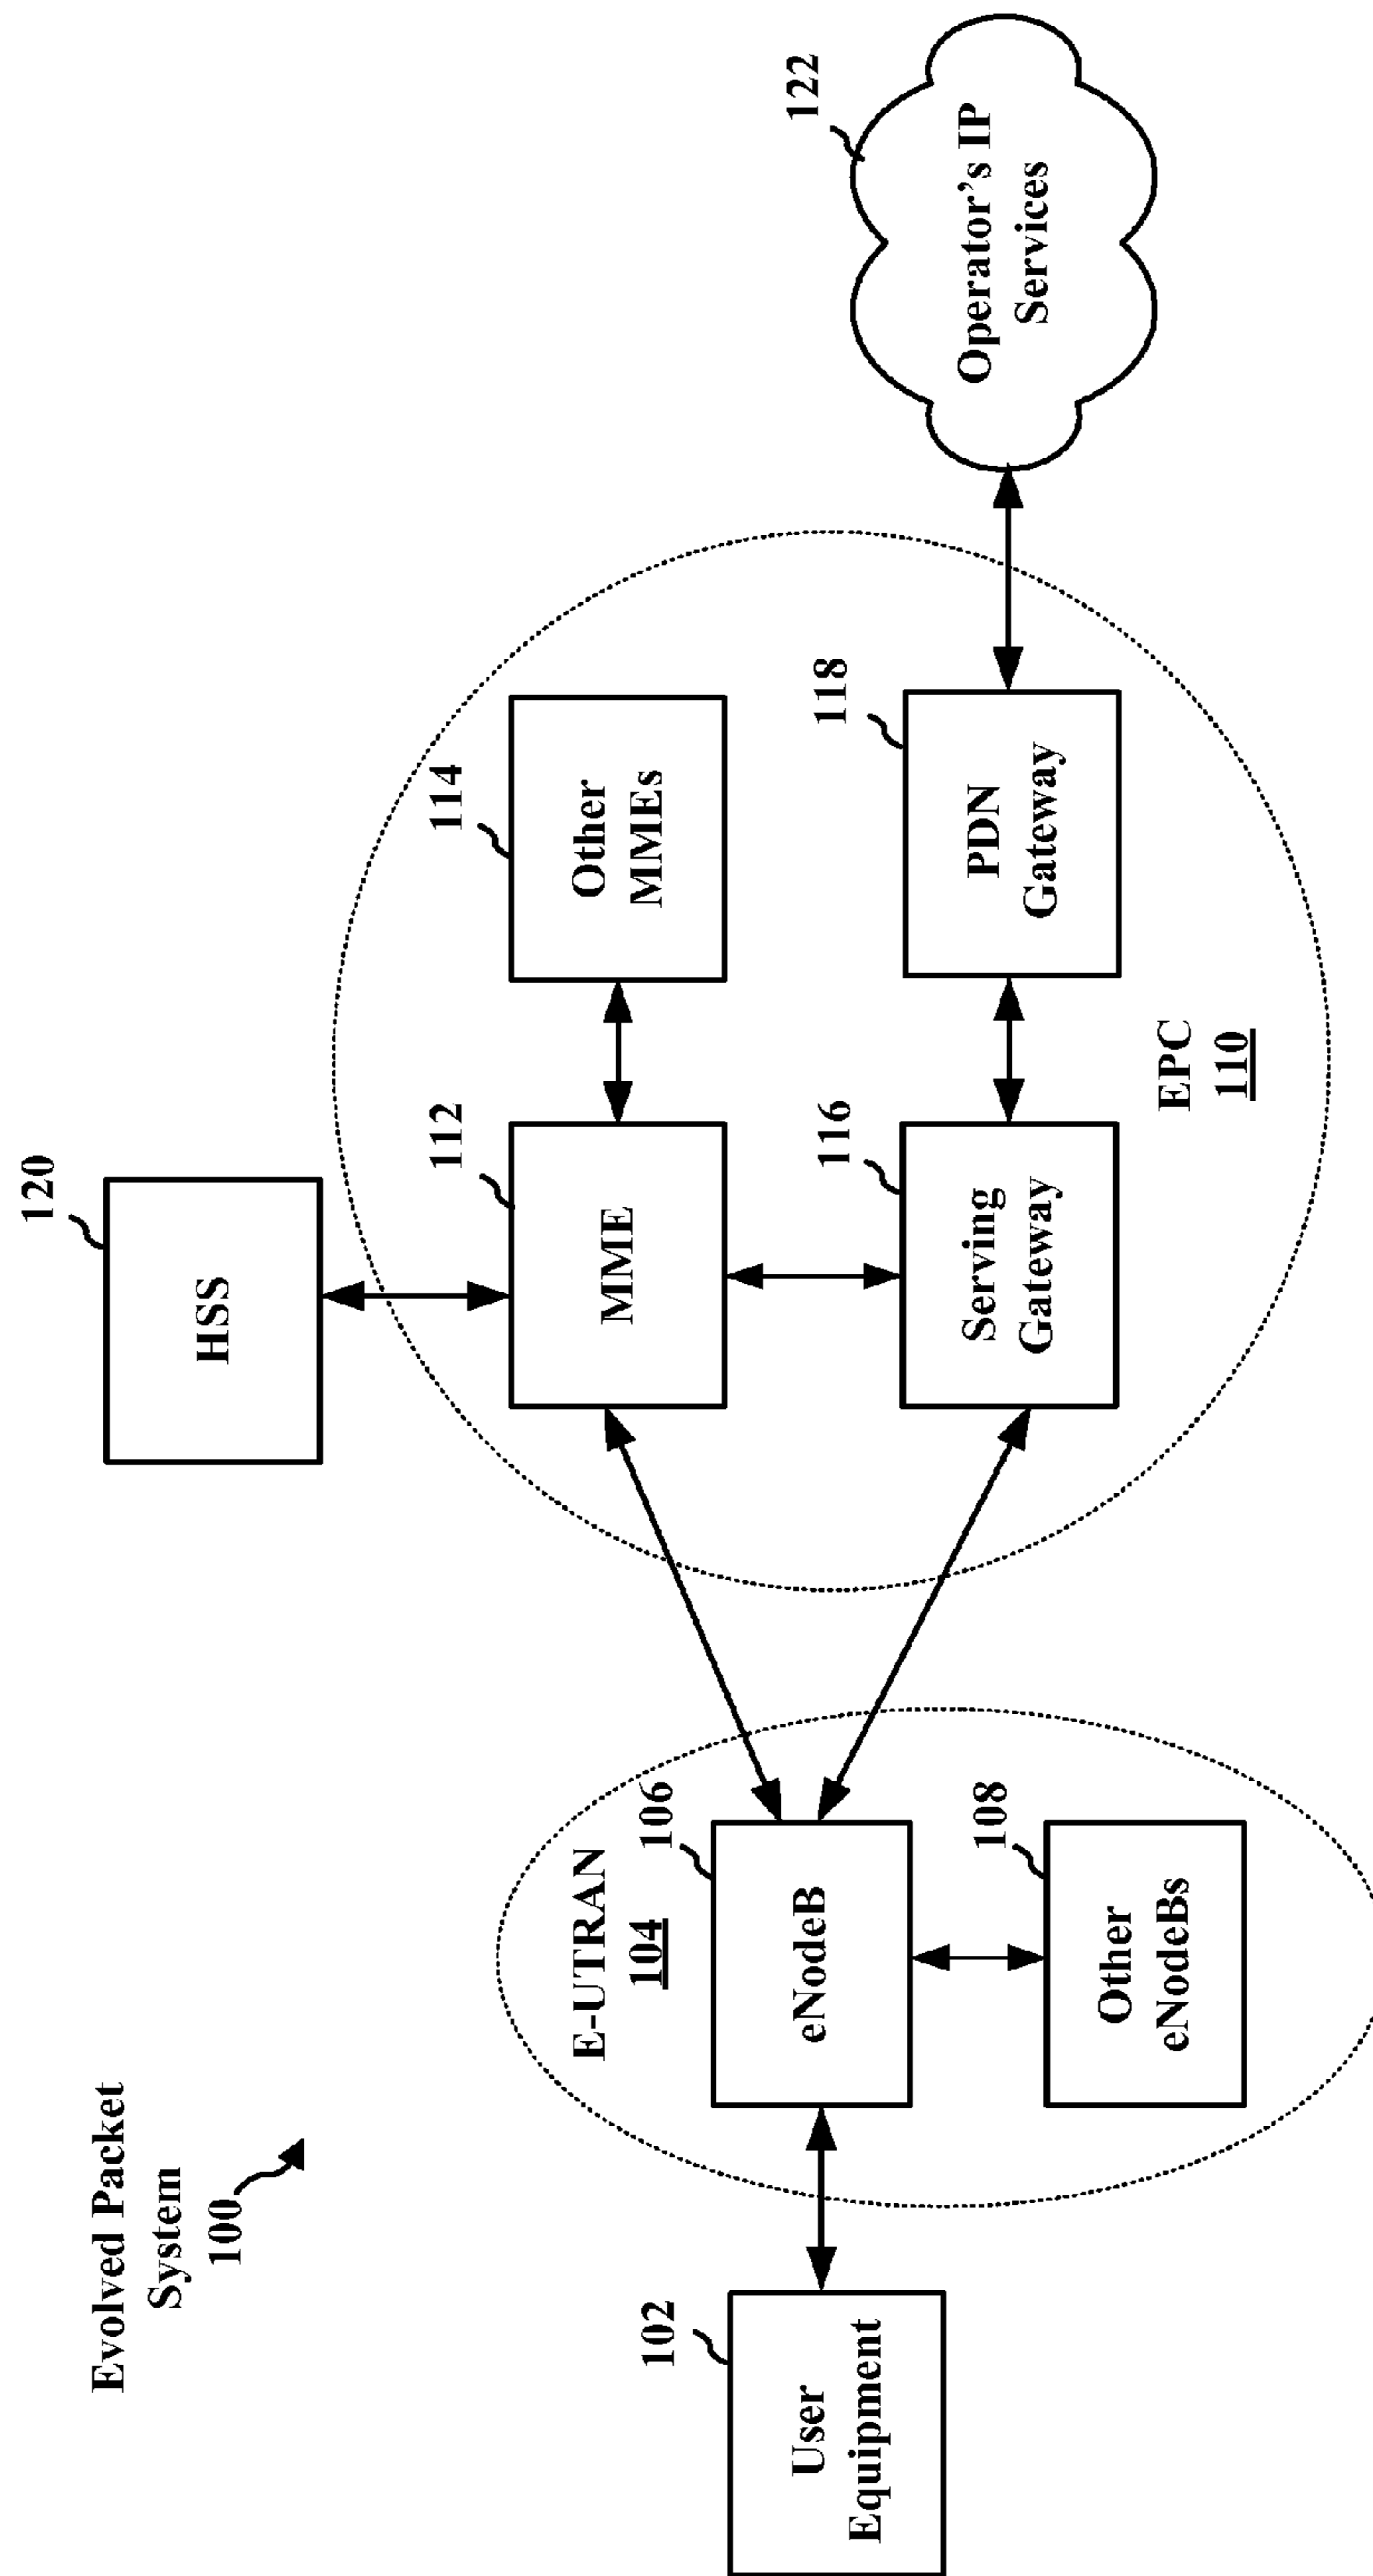 Evolved Packet
System
100
HSS
120
E-UTRAN
104
MME
112
Other
MMEs
114
User
Equipment
102
eNodeB
106
Other
eNodeBs
108
Serving
Gateway
116
PDN
Gateway
118
EPC
110
Operator's IP
Services
122